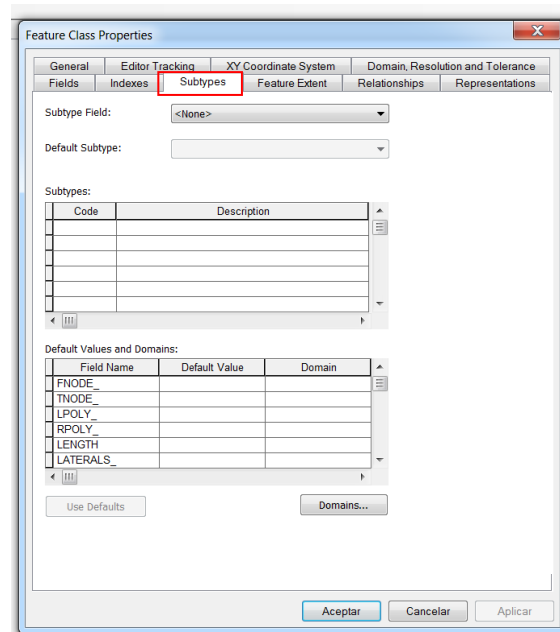 Feature Class Properties
General Editor Tracking XY Coordinate System Domain, Resolution and Tolerance
Fields Indexes Subtypes Feature Extent Relationships Representations
Subtype Field: <None>
Default Subtype:
Subtypes:
Code Description
Default Values and Domains:
Field Name Default Value Domain
FNODE_
TNODE_
LPOLY_
RPOLY_
LENGTH
LATERALS_
Use Defaults Domains...
Aceptar Cancelar Aplicar